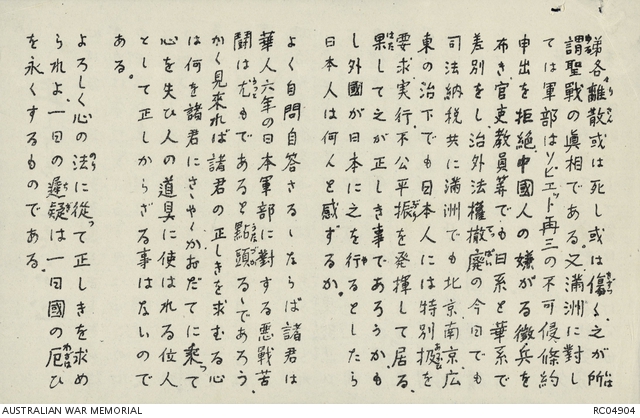 弟各離散或は死し或は傷く、之が所
謂聖戰の眞相である。又滿洲に對し
ては軍部はソビエット再三の不可侵條約
申出を拒絶、中國人の嫌がる徴兵を
布き、官吏教員等でも日系と華系で
差別をし治外法權撤廢の今日でも
司法納税共に滿洲でも北京、南京、広
東の治下でも日本人には特別扱を
要求、実行、不公平振を発揮して居る。
果して之が正しき事であろうか。も
し外國が日本に之を行るとしたら
日本人は何人と感ずるか。
よく自問自答さるゝならば諸君は
華人六年の日本軍部に對する悪戰苦
鬪は尤もであると點頭るゝであろう。
かく見來れば諸君の正しきを求むる心
は何を諸君にさゝやくか。おだてに乘って
心を失ひ人の道具に使はれる位人
として正しからざる事はないので
ある。
よろしく心の法に從って正しきを求め
られよ、一日の遲疑は一日國の厄ひ
を永くするものである。
AUSTRALIAN WAR MEMORIAL
RC04904